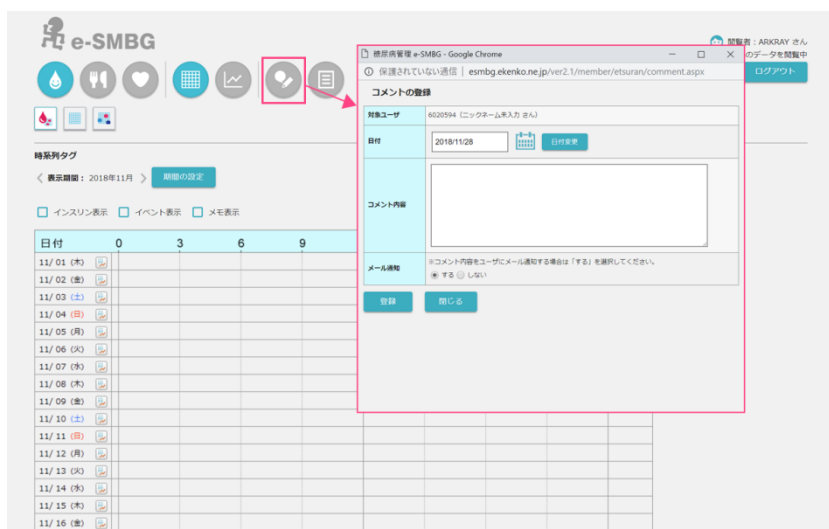 e-SMBG
閲覧者：ARKRAY さん
のデータを閲覧中
ログアウト
糖尿病管理 e-SMBG - Google Chrome
保護されていない通信 | esmbg.ekenko.ne.jp/ver2.1/member/etsuran/comment.aspx
コメントの登録
対象ユーザ 6020594（ニックネーム未入力 さん）
日付 2018/11/28 日付変更
コメント内容
メール通知 ※コメント内容をユーザにメール通知する場合は「する」を選択してください。
する しない
登録 閉じる
時系列タグ
表示期間： 2018年11月 期間の設定
インスリン表示 イベント表示 メモ表示
日付 0 3 6 9
11/ 01 (木)
11/ 02 (金)
11/ 03 (土)
11/ 04 (日)
11/ 05 (月)
11/ 06 (火)
11/ 07 (水)
11/ 08 (木)
11/ 09 (金)
11/ 10 (土)
11/ 11 (日)
11/ 12 (月)
11/ 13 (火)
11/ 14 (水)
11/ 15 (木)
11/ 16 (金)